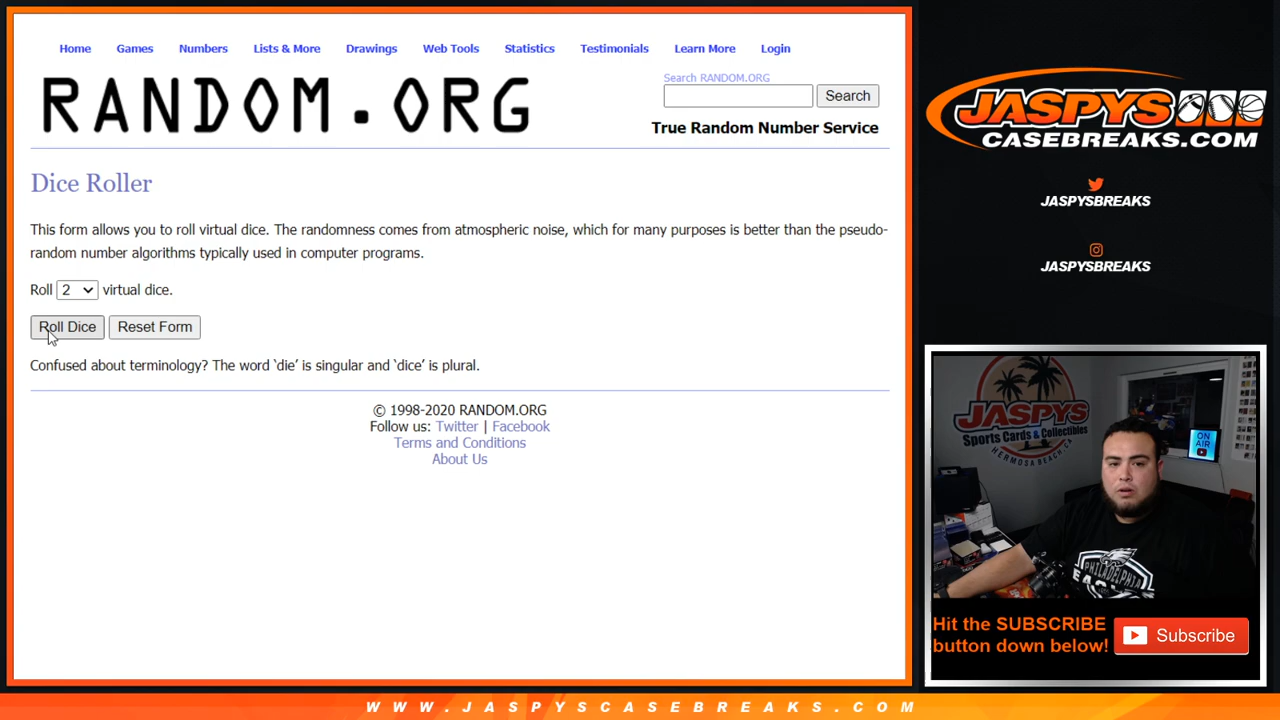 Home Games Numbers Lists & More Drawings Web Tools Statistics Testimonials Learn More Login
RANDOM.ORG
Search RANDOM.ORG
Search
True Random Number Service
Dice Roller
This form allows you to roll virtual dice. The randomness comes from atmospheric noise, which for many purposes is better than the pseudo-
random number algorithms typically used in computer programs.
Roll 2 virtual dice.
Roll Dice Reset Form
Confused about terminology? The word 'die' is singular and 'dice' is plural.
© 1998-2020 RANDOM.ORG
Follow us: Twitter | Facebook
Terms and Conditions
About Us
JASPYS
CASEBREAKS.COM
JASPYSBREAKS
JASPYSBREAKS
JASPYS
Sports Cards & Collectibles
HERMOSA BEACH, CA
ON
AIR
PHILADELPHIA
Hit the SUBSCRIBE
button down below!
Subscribe
WWW.JASPYSCASEBREAKS.COM